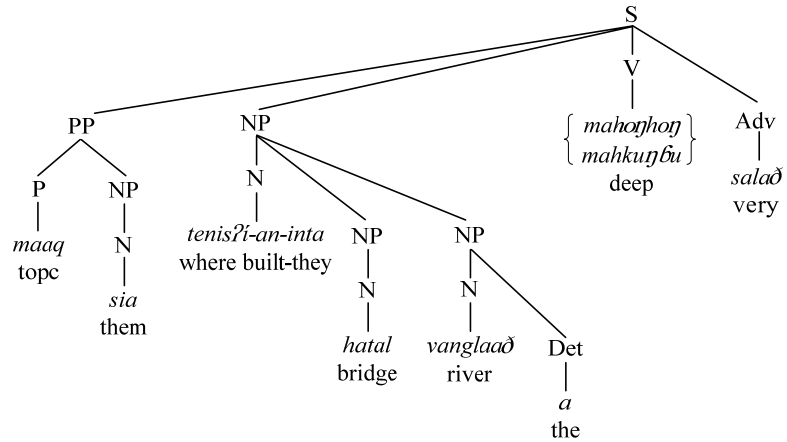 S
V
PP NP { mahoŋhoŋ mahkuŋɓu } Adv
deep
P NP N salað
very
maaq N tenisʔí-an-inta NP NP
topc where built-they
sia N N
them
hatal vanglaað Det
bridge river
a
the